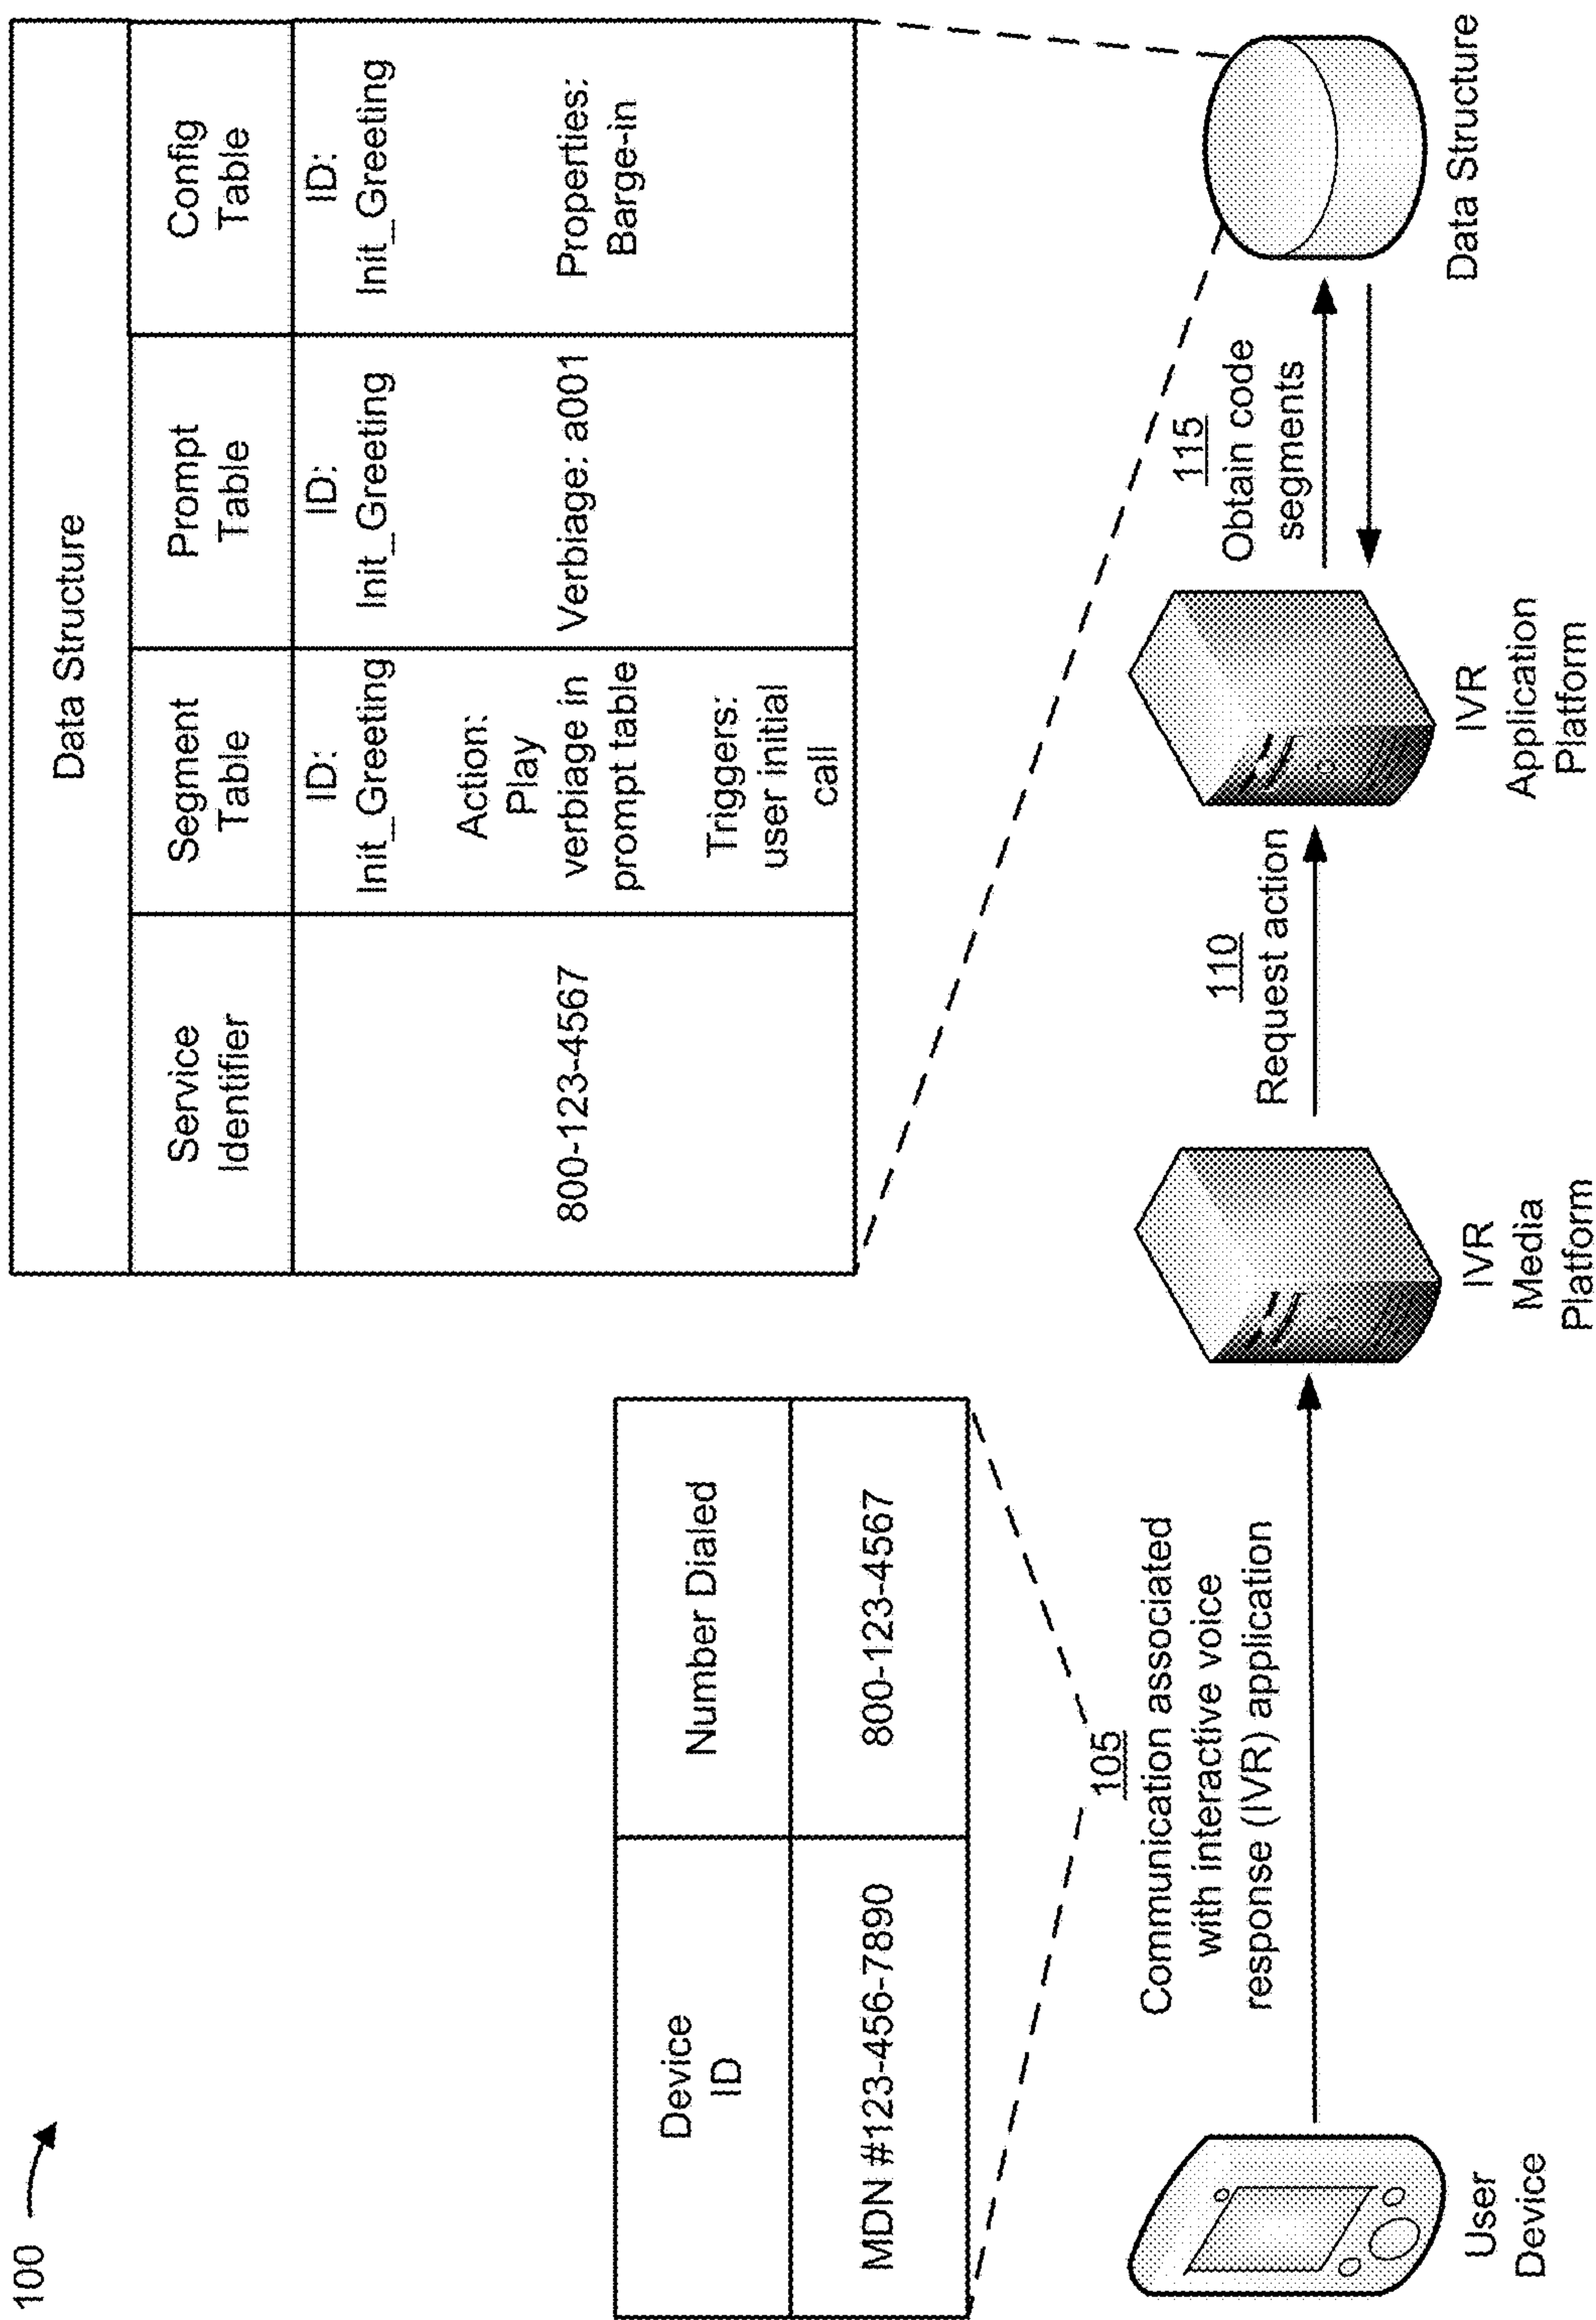 100
Data Structure
Service
Identifier
Segment
Table
Prompt
Table
Config
Table
800-123-4567
ID:
Init_Greeting
Action:
Play
verbiage in
prompt table
Triggers:
user initial
call
ID:
Init_Greeting
Verbiage: a001
ID:
Init_Greeting
Properties:
Barge-in
Device
ID
Number Dialed
MDN #123-456-7890
800-123-4567
105
Communication associated
with interactive voice
response (IVR) application
110
Request action
115
Obtain code
segments
User
Device
IVR
Media
Platform
IVR
Application
Platform
Data Structure